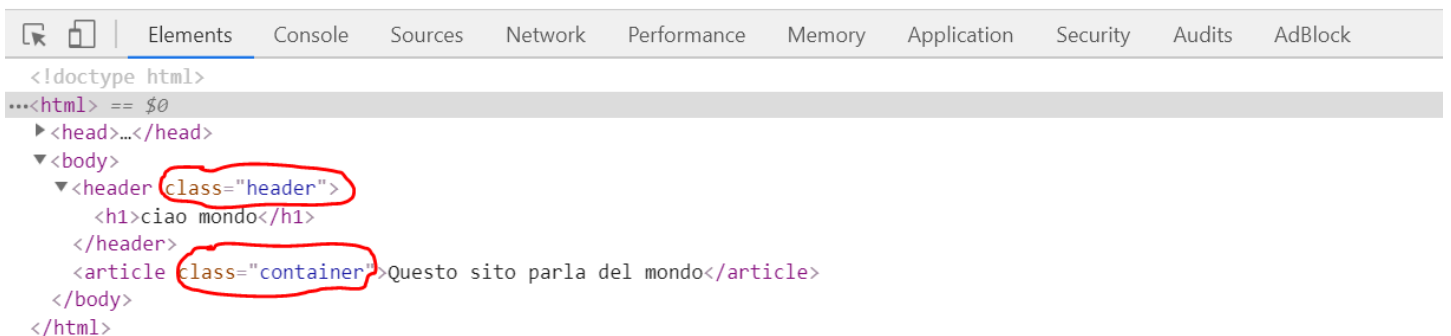 Elements Console Sources Network Performance Memory Application Security Audits AdBlock
<!doctype html>
…<html> == $0
<head>…</head>
<body>
<header class="header">
<h1>ciao mondo</h1>
</header>
<article class="container">Questo sito parla del mondo</article>
</body>
</html>